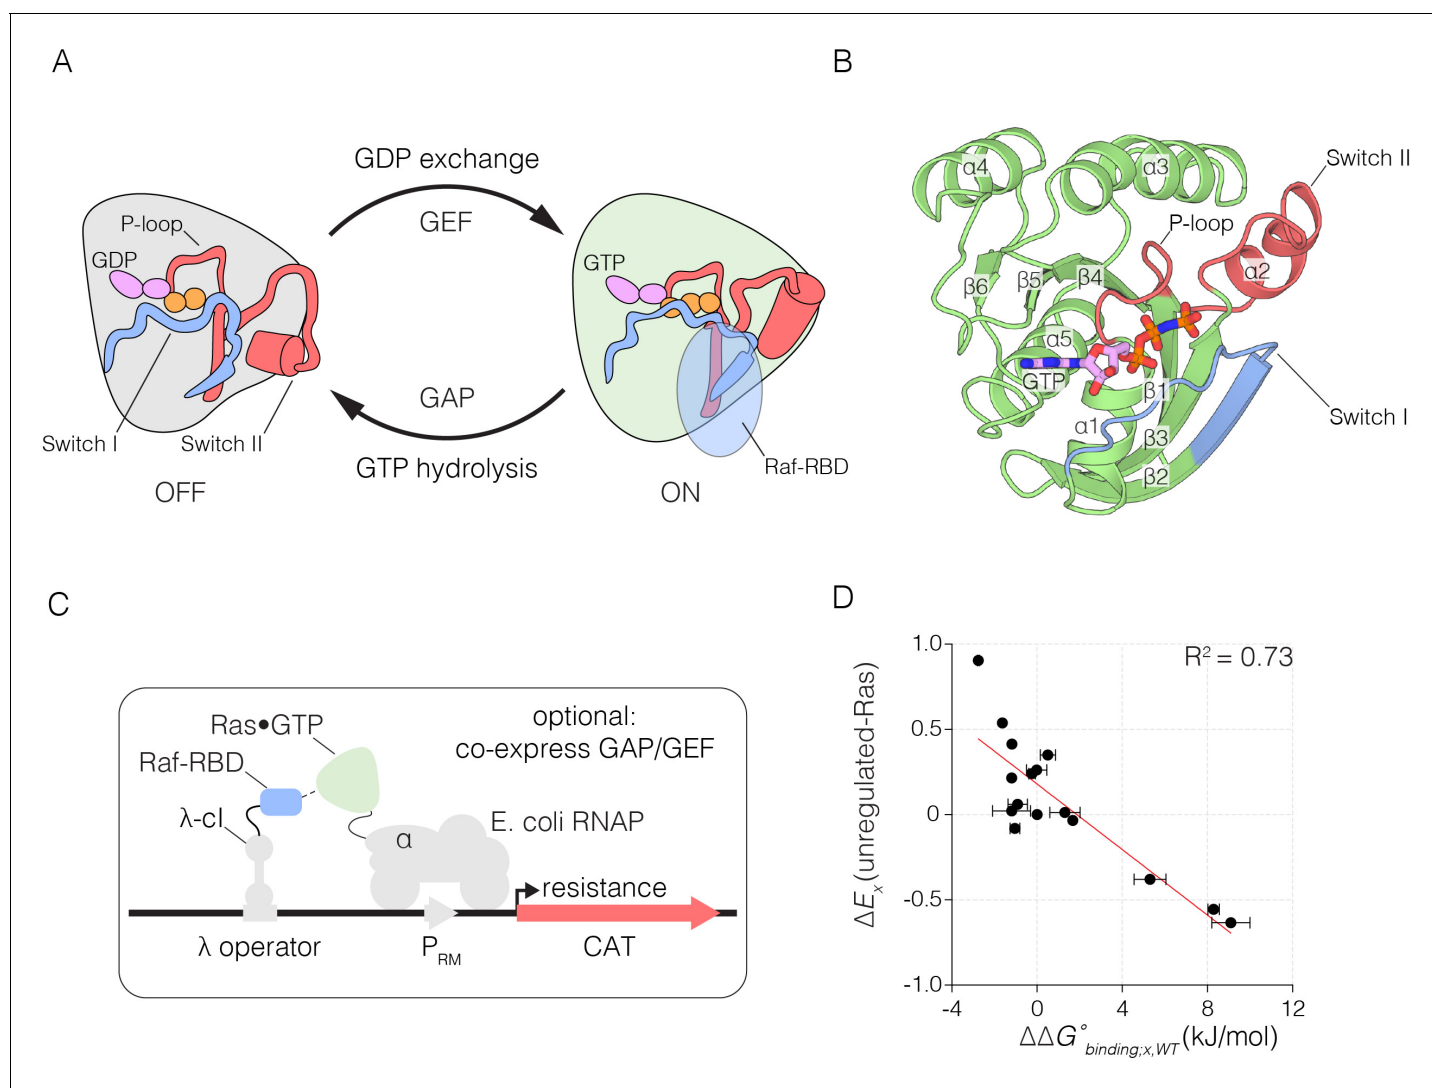 A
GDP exchange
GEF
P-loop
GDP
GTP
Switch I
Switch II
OFF
GAP
GTP hydrolysis
Raf-RBD
ON
B
α4
α3
Switch II
P-loop
α2
β6
β5
β4
α5
GTP
β1
α1
β3
β2
Switch I
C
Ras•GTP
Raf-RBD
λ-cI
optional:
co-express GAP/GEF
α
E. coli RNAP
resistance
λ operator
P_RM
CAT
D
R² = 0.73
1.0
0.5
0
-0.5
-1.0
ΔE_x (unregulated-Ras)
-4 0 4 8 12
ΔΔG°_binding;x,WT (kJ/mol)